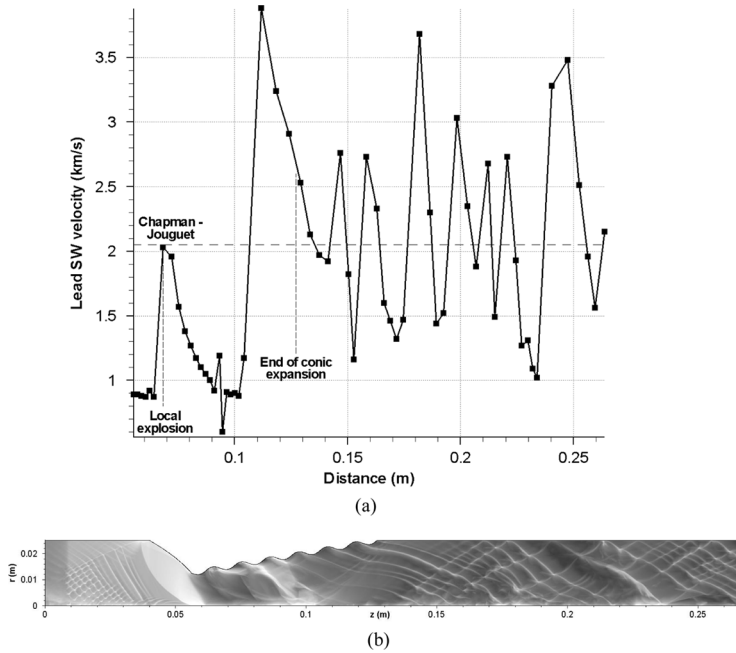 3.5
3
2.5
2
1.5
1
Lead SW velocity (km/s)
Chapman -
Jouguet
Local
explosion
End of conic
expansion
0.1
0.15
0.2
0.25
Distance (m)
(a)
r (m)
0.02
0.01
0
0
0.05
0.1
z (m)
0.15
0.2
0.25
(b)